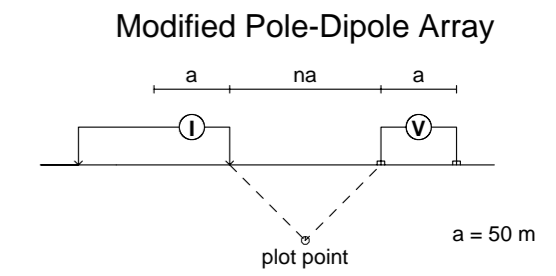 Modified Pole-Dipole Array
a na a
I V
a = 50 m
plot point